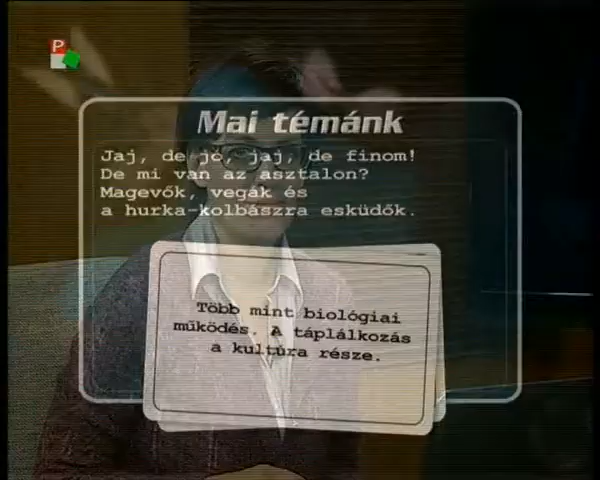 P
Mai témánk
Jaj, de jó, jaj, de finom!
De mi van az asztalon?
Magevők, vegák és
a hurka-kolbászra esküdők.
Több mint biológiai
működés. A táplálkozás
a kultúra része.